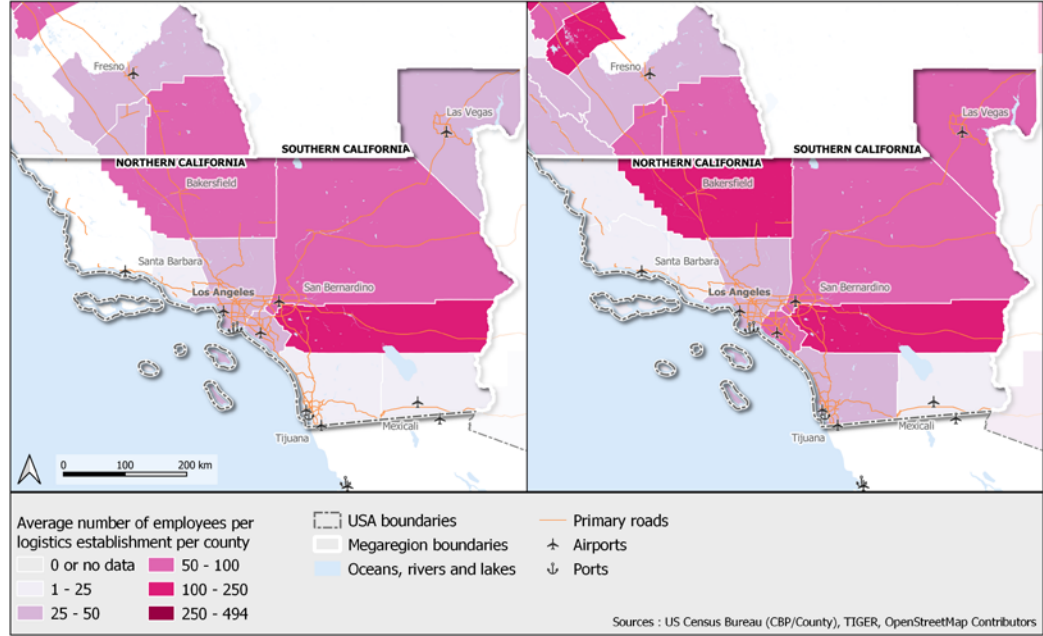 Fresno
Las Vegas
SOUTHERN CALIFORNIA
NORTHERN CALIFORNIA
Bakersfield
Santa Barbara
San Bernardino
Los Angeles
Tijuana
Mexicali
0 100 200 km
Fresno
Las Vegas
SOUTHERN CALIFORNIA
NORTHERN CALIFORNIA
Bakersfield
Santa Barbara
San Bernardino
Los Angeles
Tijuana
Mexicali
Average number of employees per
logistics establishment per county
0 or no data
1 - 25
25 - 50
50 - 100
100 - 250
250 - 494
USA boundaries
Megaregion boundaries
Oceans, rivers and lakes
Primary roads
Airports
Ports
Sources : US Census Bureau (CBP/County), TIGER, OpenStreetMap Contributors